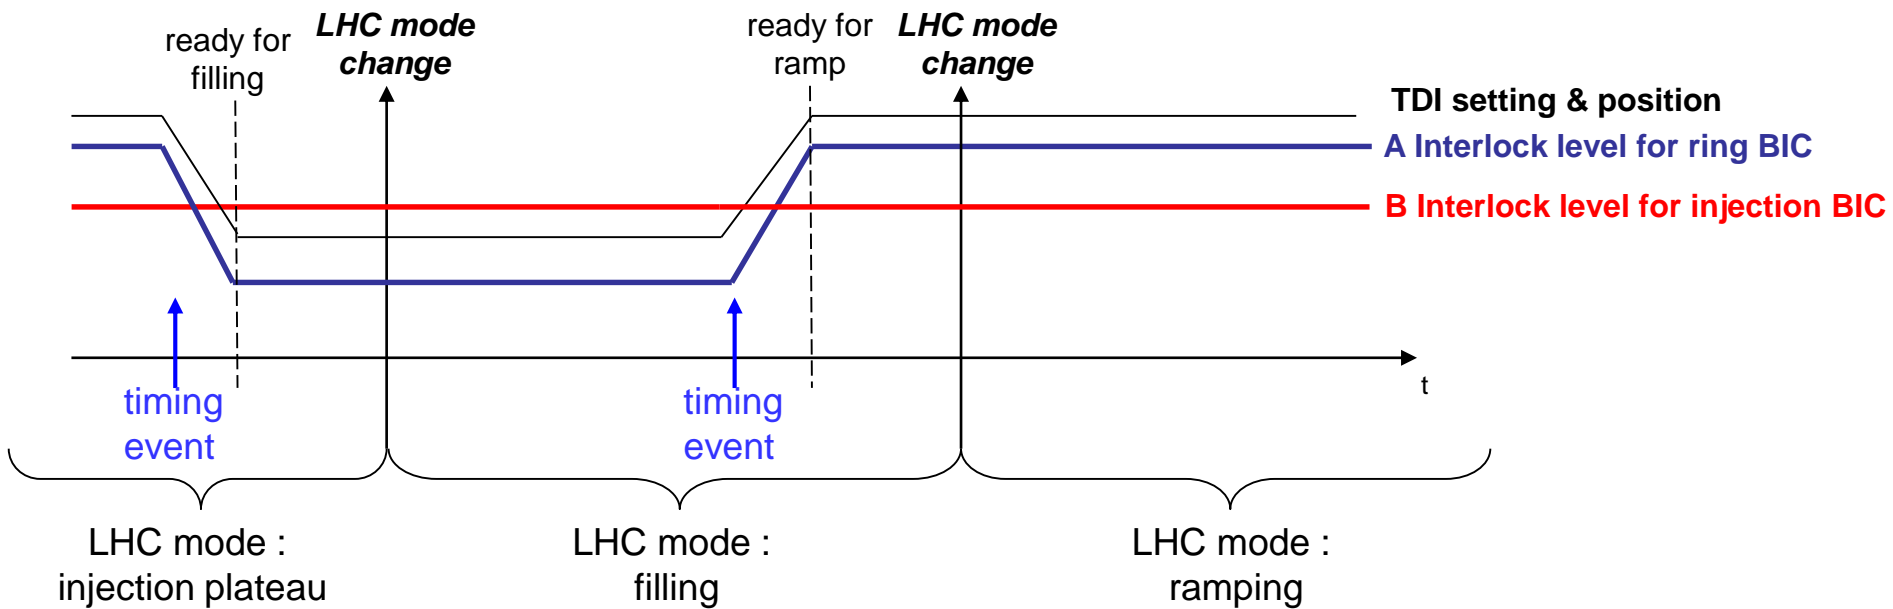 ready for
filling
LHC mode
change
ready for
ramp
LHC mode
change
TDI setting & position
A Interlock level for ring BIC
B Interlock level for injection BIC
t
timing
event
timing
event
LHC mode :
injection plateau
LHC mode :
filling
LHC mode :
ramping